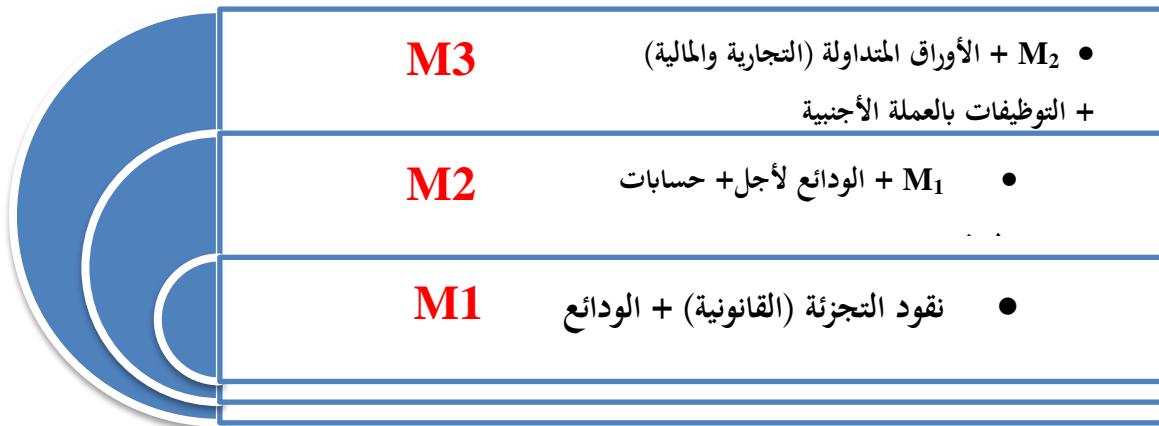 M3
• M₂ + الأوراق المتداولة (التجارية والمالية)
+ التوظيفات بالعملة الأجنبية
M2
• M₁ + الودائع لأجل+ حسابات
M1
• نقود التجزئة (القانونية) + الودائع